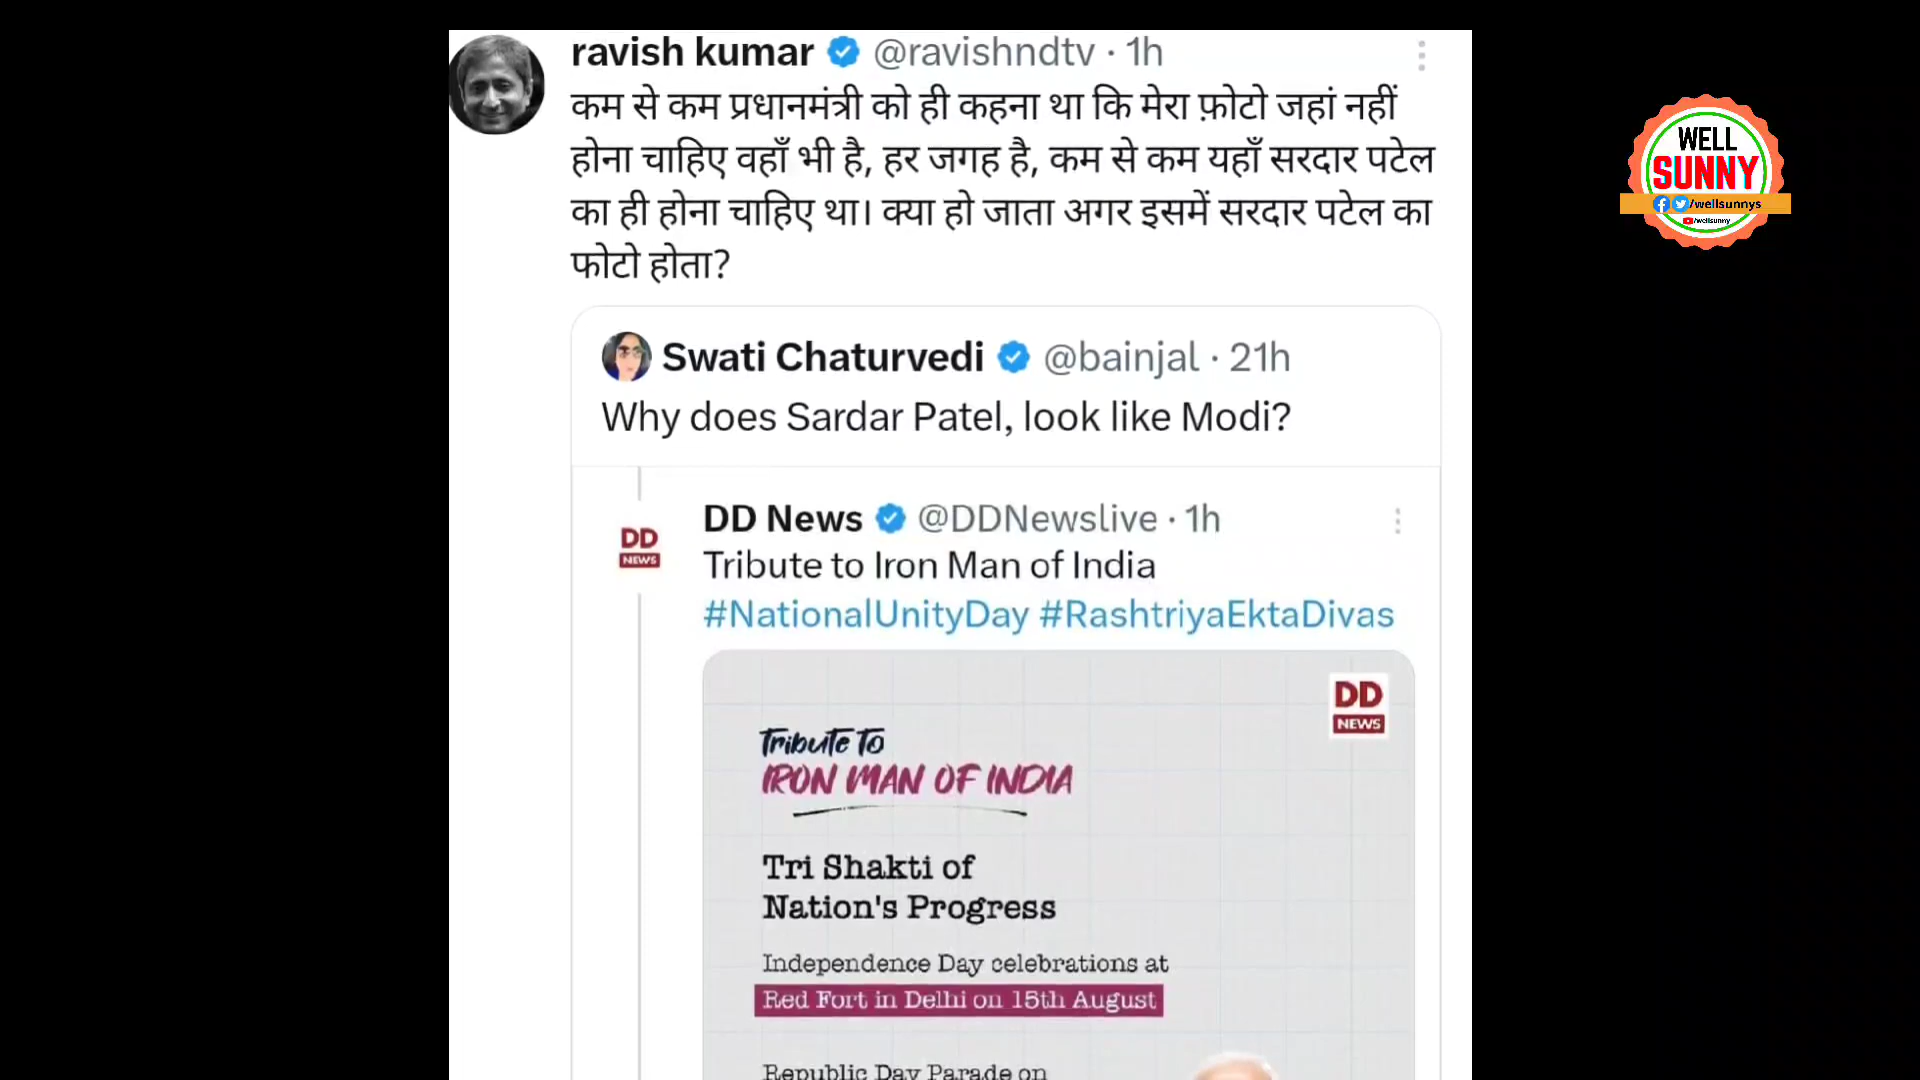 ravish kumar @ravishndtv · 1h
कम से कम प्रधानमंत्री को ही कहना था कि मेरा फ़ोटो जहां नहीं
होना चाहिए वहाँ भी है, हर जगह है, कम से कम यहाँ सरदार पटेल
का ही होना चाहिए था। क्या हो जाता अगर इसमें सरदार पटेल का
फोटो होता?
Swati Chaturvedi @bainjal · 21h
Why does Sardar Patel, look like Modi?
DD News @DDNewslive · 1h
Tribute to Iron Man of India
#NationalUnityDay #RashtriyaEktaDivas
DD
NEWS
DD
NEWS
Tribute To
IRON MAN OF INDIA
Tri Shakti of
Nation's Progress
Independence Day celebrations at
Red Fort in Delhi on 15th August
Republic Day Parade on
WELL
SUNNY
/wellsunnys
/wellsunny